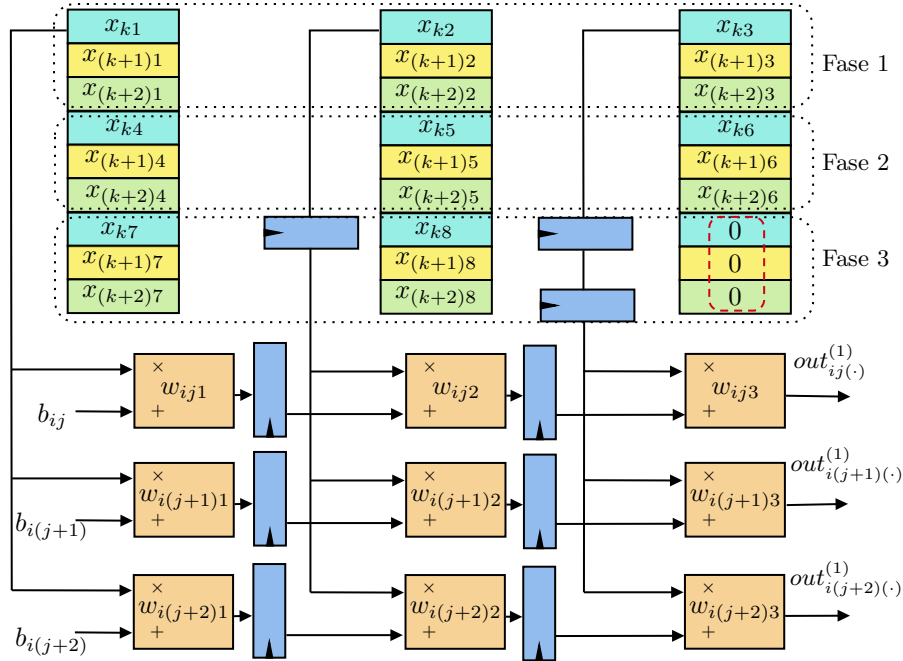 x_{k1} x_{k2} x_{k3}
x_{(k+1)1} x_{(k+1)2} x_{(k+1)3} Fase 1
x_{(k+2)1} x_{(k+2)2} x_{(k+2)3}
x_{k4} x_{k5} x_{k6}
x_{(k+1)4} x_{(k+1)5} x_{(k+1)6} Fase 2
x_{(k+2)4} x_{(k+2)5} x_{(k+2)6}
x_{k7} x_{k8} 0
x_{(k+1)7} x_{(k+1)8} 0 Fase 3
x_{(k+2)7} x_{(k+2)8} 0
× × × out^{(1)}_{ij(·)}
w_{ij1} w_{ij2} w_{ij3}
b_{ij} + + +
× × × out^{(1)}_{i(j+1)(·)}
w_{i(j+1)1} w_{i(j+1)2} w_{i(j+1)3}
b_{i(j+1)} + + +
× × × out^{(1)}_{i(j+2)(·)}
w_{i(j+2)1} w_{i(j+2)2} w_{i(j+2)3}
b_{i(j+2)} + + +